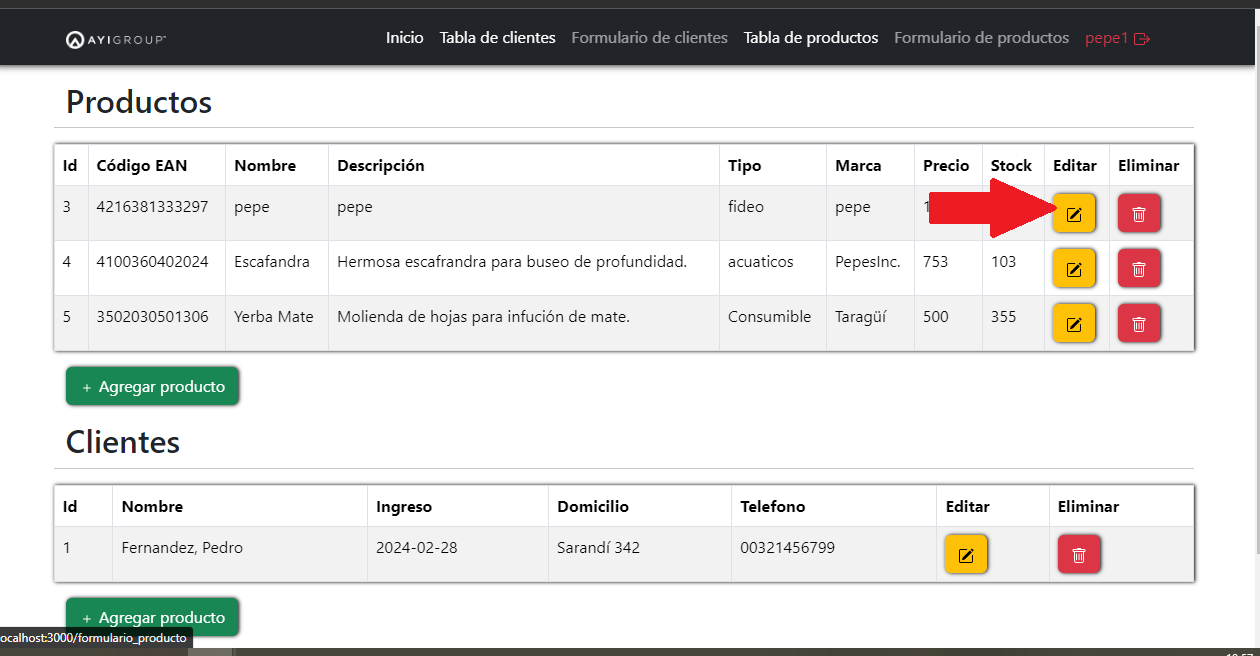 AYIGROUP Inicio Tabla de clientes Formulario de clientes Tabla de productos Formulario de productos pepe1
Productos
Id Código EAN Nombre Descripción Tipo Marca Precio Stock Editar Eliminar
3 4216381333297 pepe pepe fideo pepe
4 4100360402024 Escafandra Hermosa escafrandra para buseo de profundidad. acuaticos PepesInc. 753 103
5 3502030501306 Yerba Mate Molienda de hojas para infución de mate. Consumible Taragüí 500 355
+ Agregar producto
Clientes
Id Nombre Ingreso Domicilio Telefono Editar Eliminar
1 Fernandez, Pedro 2024-02-28 Sarandí 342 00321456799
+ Agregar producto
ocalhost:3000/formulario_producto